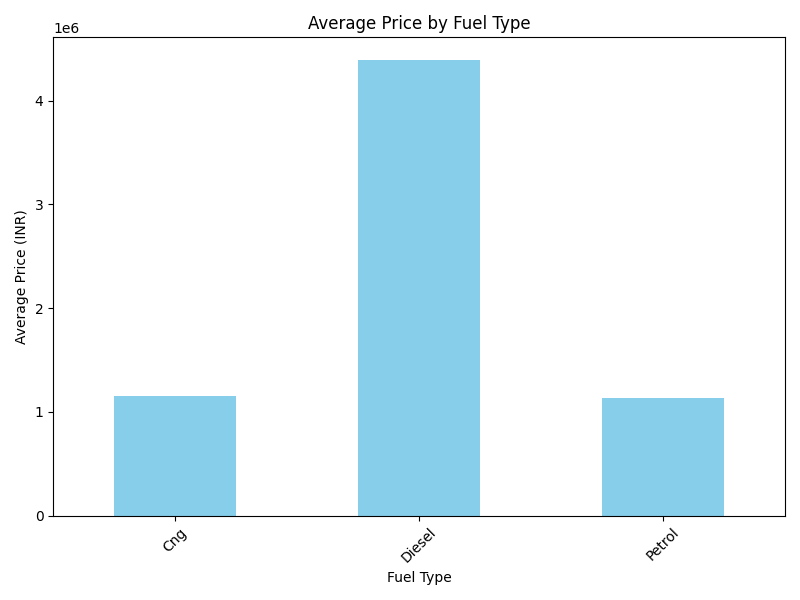 Average Price by Fuel Type
1e6
4
3
2
1
0
Average Price (INR)
Cng
Diesel
Petrol
Fuel Type